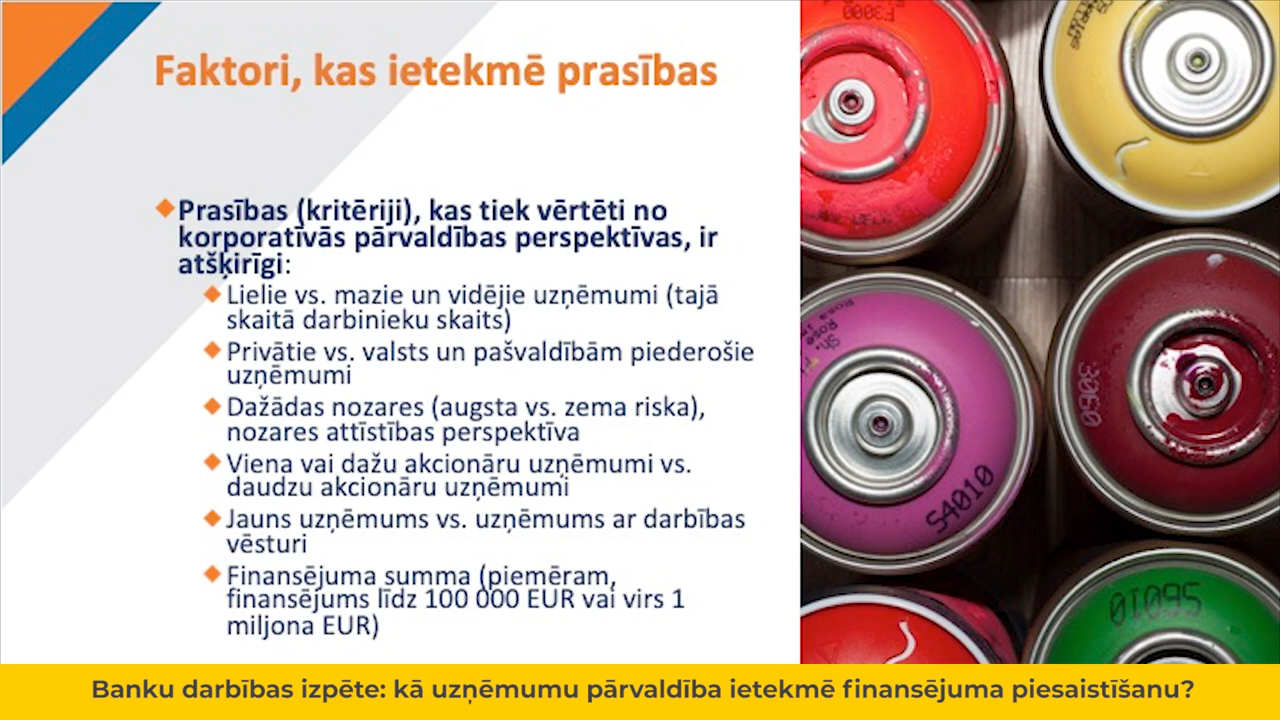 Faktori, kas ietekmē prasības
Prasības (kritēriji), kas tiek vērtēti no
korporatīvās pārvaldības perspektīvas, ir
atšķirīgi:
Lielie vs. mazie un vidējie uzņēmumi (tajā
skaitā darbinieku skaits)
Privātie vs. valsts un pašvaldībām piederošie
uzņēmumi
Dažādas nozares (augsta vs. zema riska),
nozares attīstības perspektīva
Viena vai dažu akcionāru uzņēmumi vs.
daudzu akcionāru uzņēmumi
Jauns uzņēmums vs. uzņēmums ar darbības
vēsturi
Finansējuma summa (piemēram,
finansējums līdz 100 000 EUR vai virs 1
miljona EUR)
F3000
3060
S4010
S6010
Banku darbības izpēte: kā uzņēmumu pārvaldība ietekmē finansējuma piesaistīšanu?